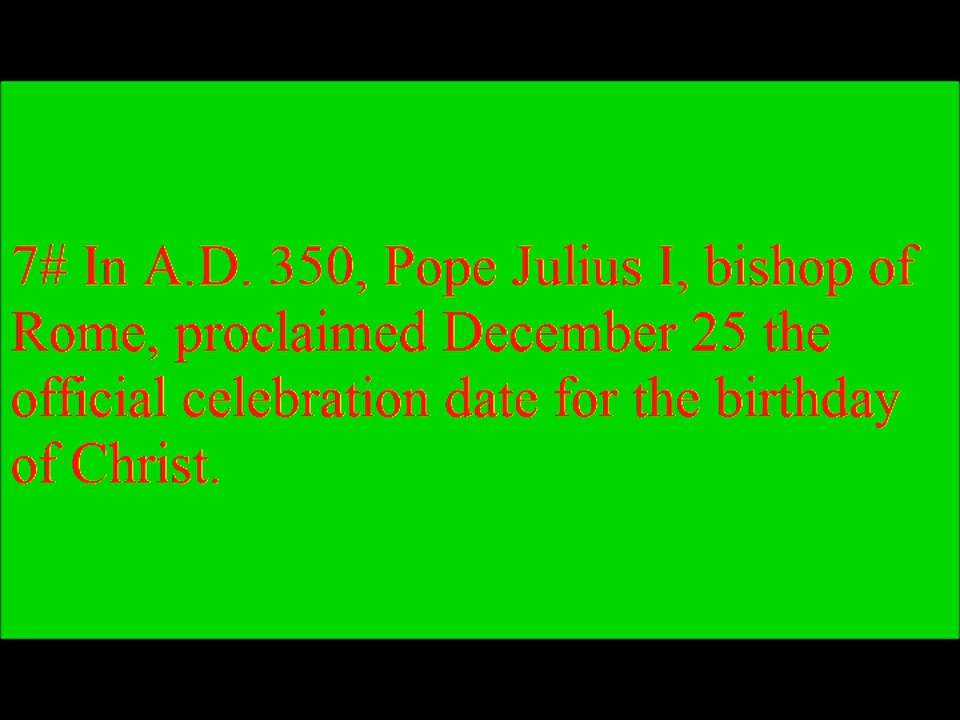 7# In A.D. 350, Pope Julius I, bishop of
Rome, proclaimed December 25 the
official celebration date for the birthday
of Christ.